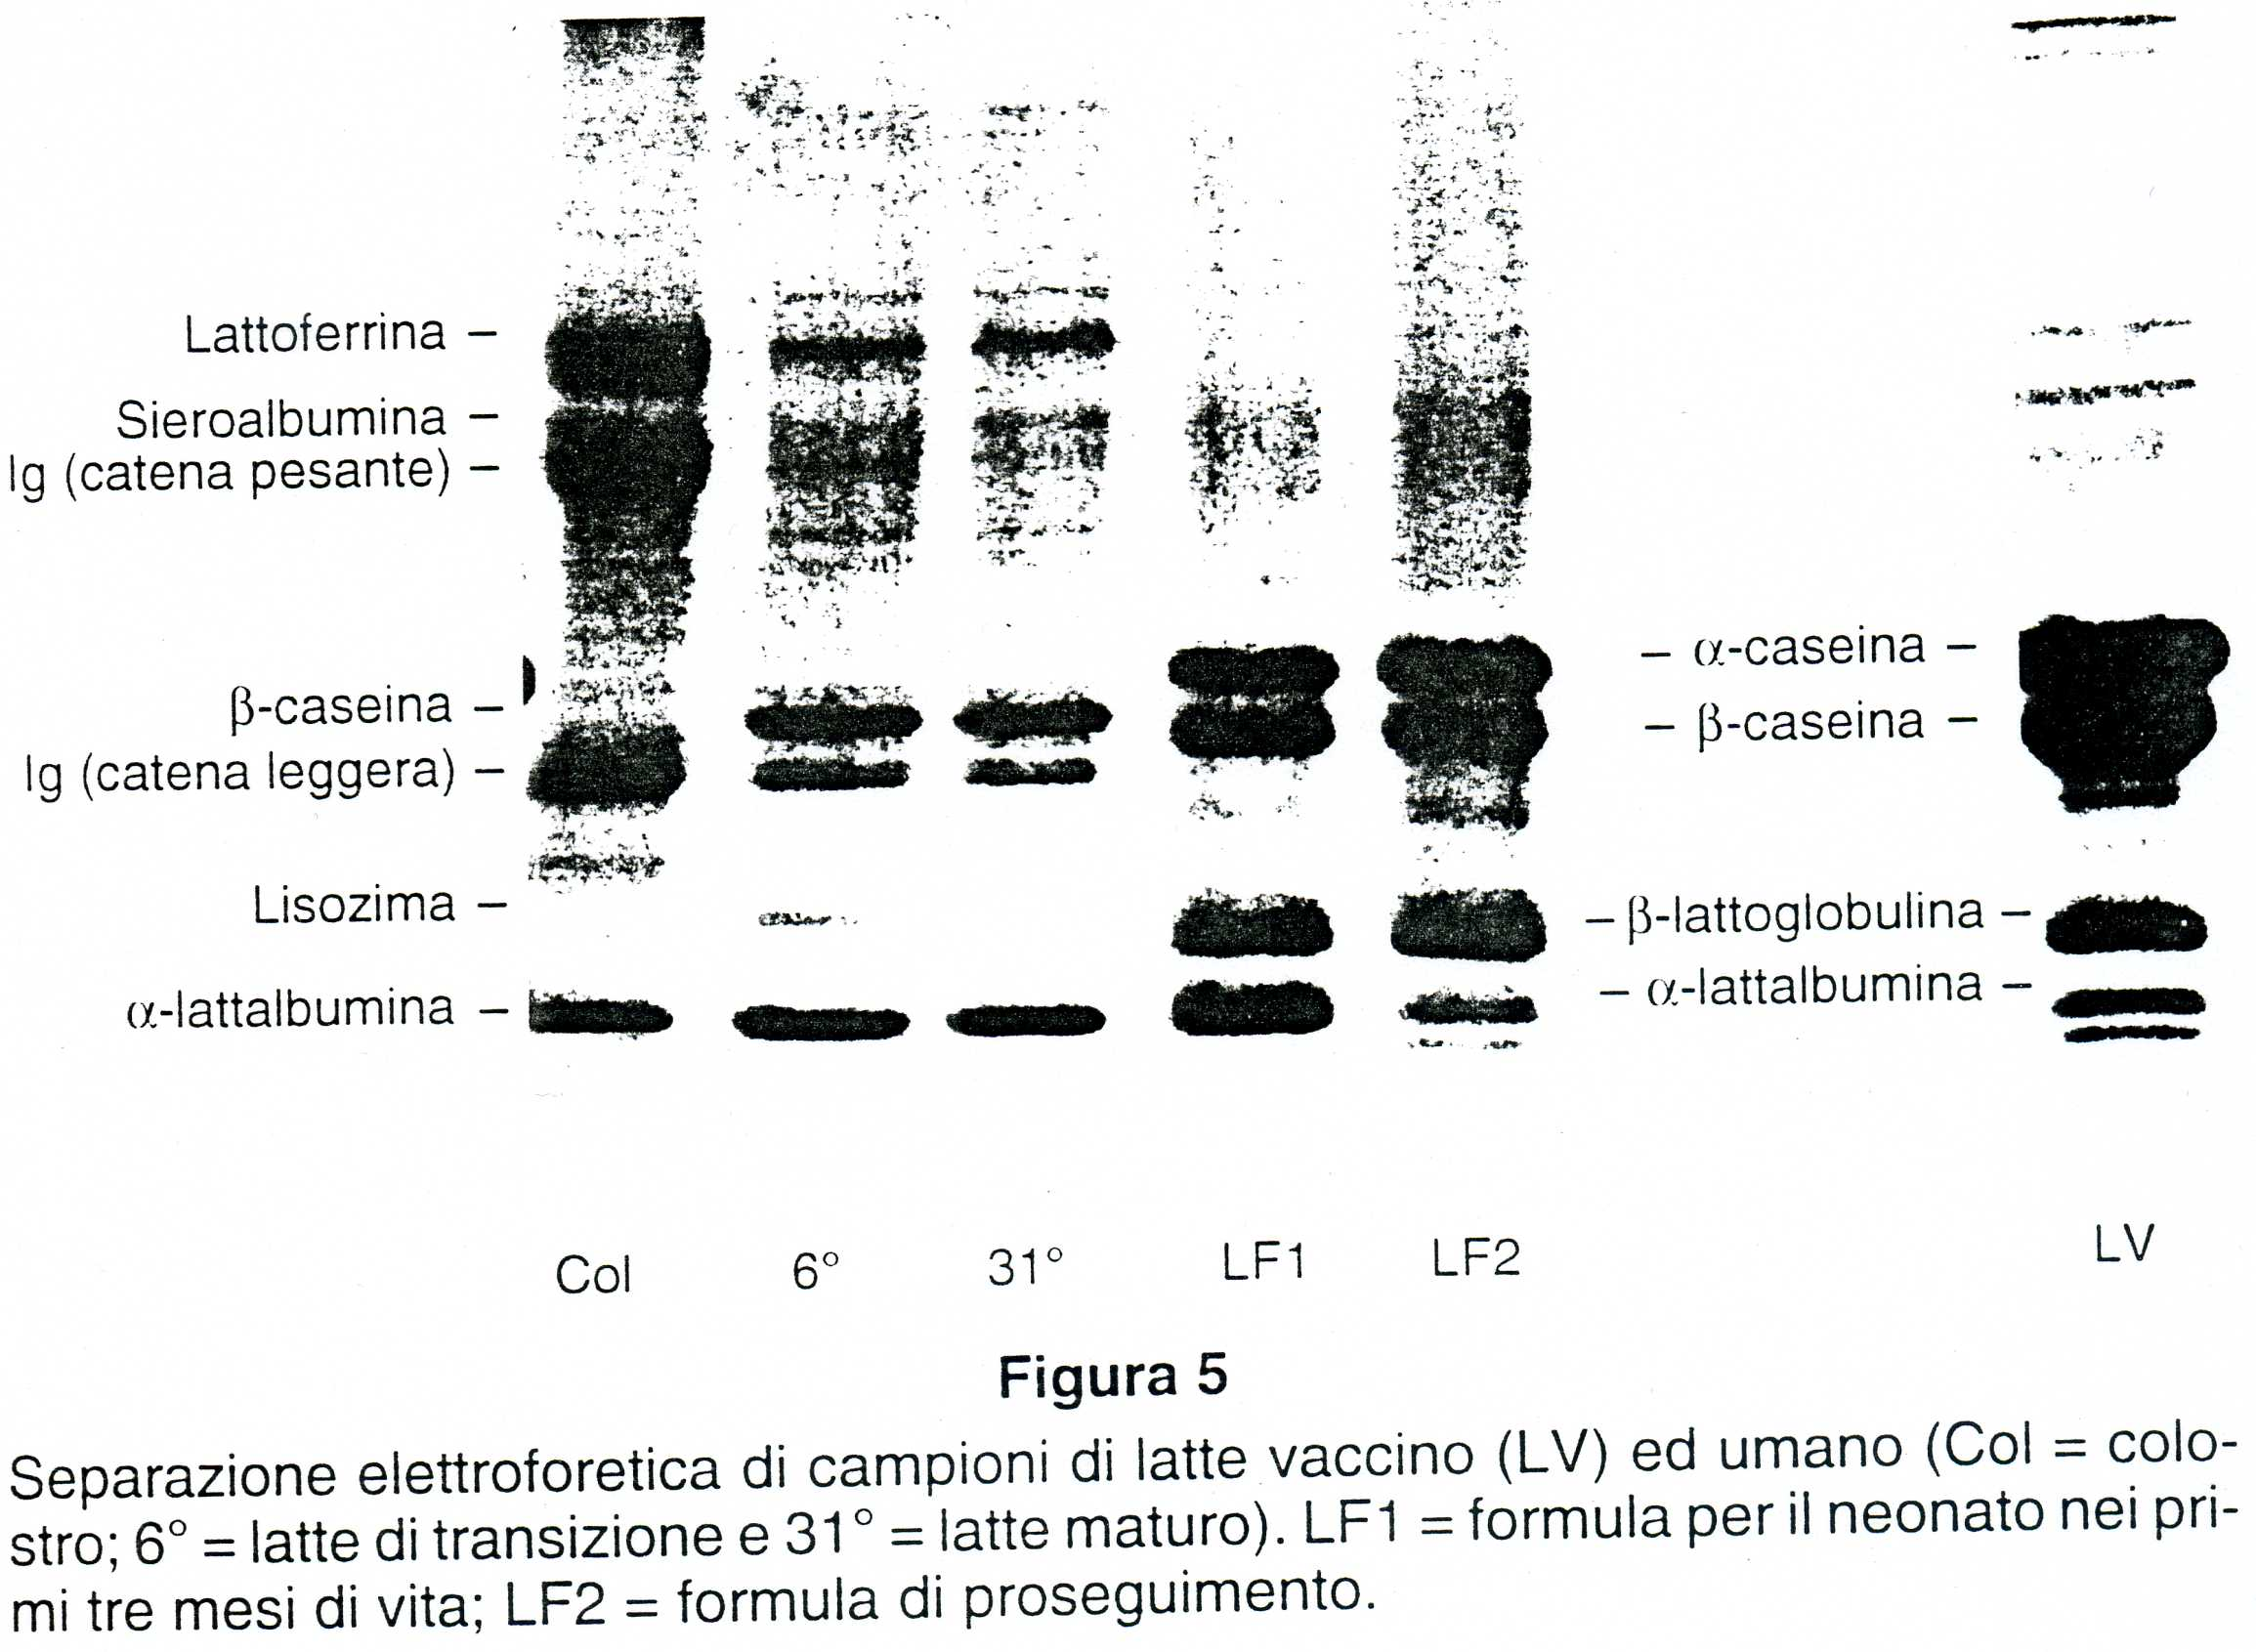 Lattoferrina –
Sieroalbumina –
Ig (catena pesante) –
– α-caseina –
β-caseina –
– β-caseina –
Ig (catena leggera) –
Lisozima –
– β-lattoglobulina –
– α-lattalbumina –
α-lattalbumina –
Col 6° 31° LF1 LF2 LV
Figura 5
Separazione elettroforetica di campioni di latte vaccino (LV) ed umano (Col = colo-
stro; 6° = latte di transizione e 31° = latte maturo). LF1 = formula per il neonato nei pri-
mi tre mesi di vita; LF2 = formula di proseguimento.